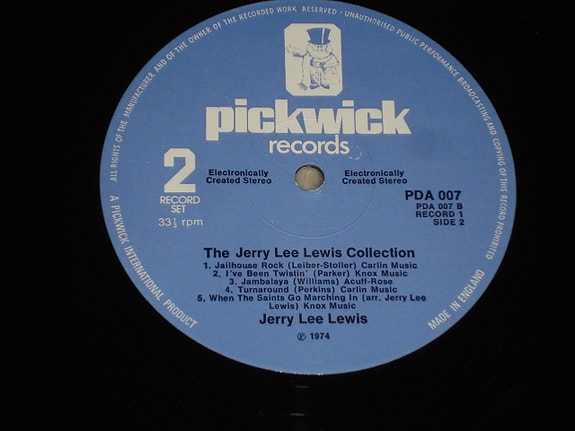 ALL RIGHTS OF THE MANUFACTURER AND OF THE OWNER OF THE RECORDED WORK RESERVED - UNAUTHORISED PUBLIC PERFORMANCE BROADCASTING AND COPYING OF THIS RECORD PROHIBITED
pickwick
records
2
RECORD
SET
33⅓ rpm
Electronically
Created Stereo
Electronically
Created Stereo
PDA 007
PDA 007 B
RECORD 1
SIDE 2
The Jerry Lee Lewis Collection
1. Jailhouse Rock (Leiber-Stoller) Carlin Music
2. I've Been Twistin' (Parker) Knox Music
3. Jambalaya (Williams) Acuff-Rose
4. Turnaround (Perkins) Carlin Music
5. When The Saints Go Marching In (arr. Jerry Lee
Lewis) Knox Music
Jerry Lee Lewis
℗ 1974
A PICKWICK INTERNATIONAL PRODUCT
MADE IN ENGLAND